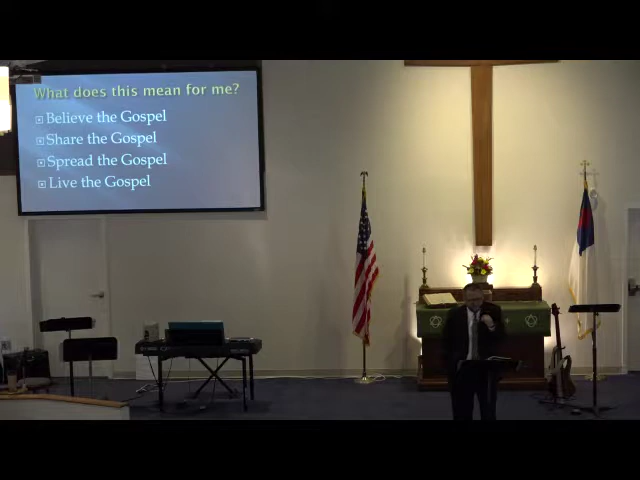 What does this mean for me?
Believe the Gospel
Share the Gospel
Spread the Gospel
Live the Gospel